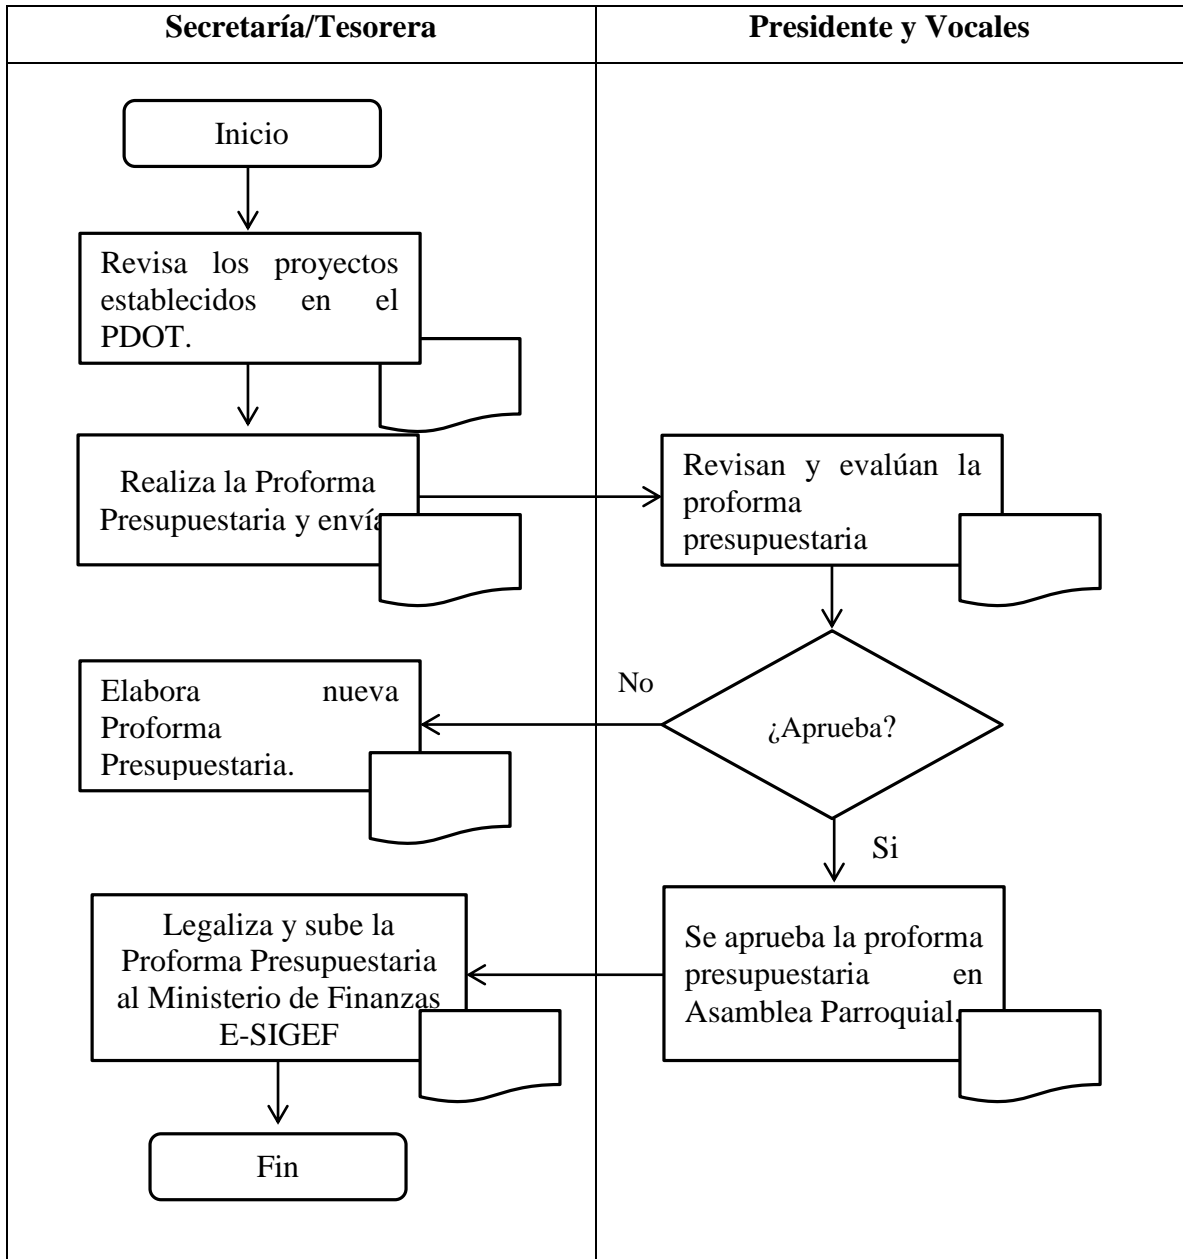 Secretaría/Tesorera
Presidente y Vocales
Inicio
Revisa los proyectos
establecidos en el
PDOT.
Realiza la Proforma
Presupuestaria y envía
Revisan y evalúan la
proforma
presupuestaria
¿Aprueba?
No
Elabora nueva
Proforma
Presupuestaria.
Si
Se aprueba la proforma
presupuestaria en
Asamblea Parroquial.
Legaliza y sube la
Proforma Presupuestaria
al Ministerio de Finanzas
E-SIGEF
Fin